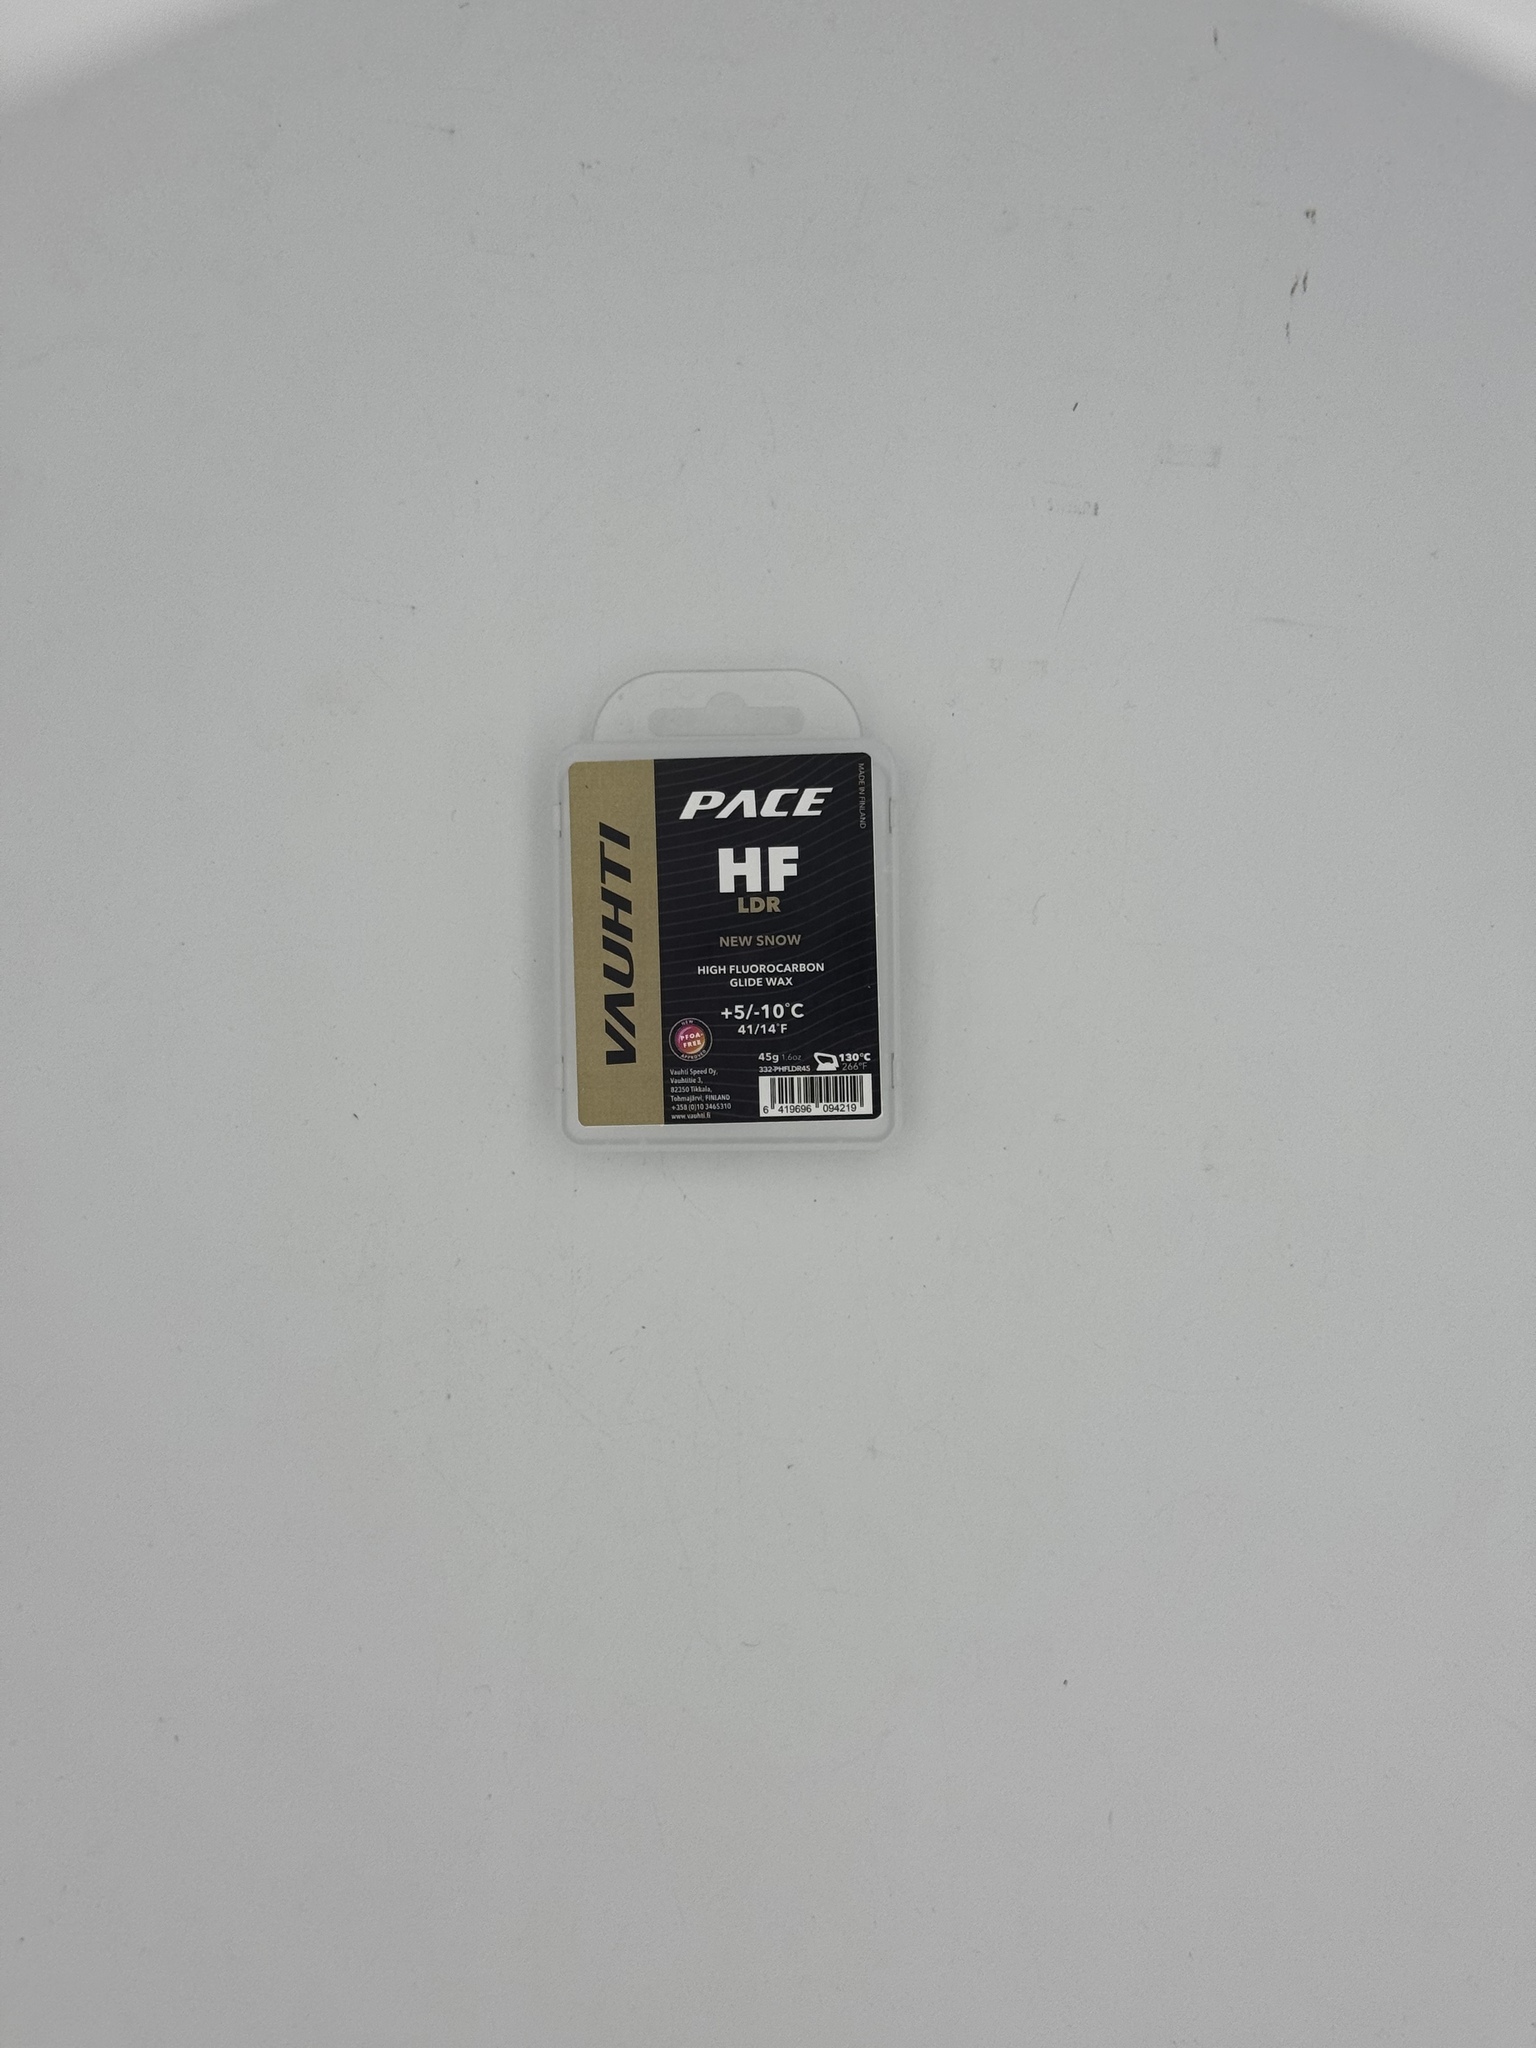 VAUHTI
PACE
MADE IN FINLAND
HF
LDR
NEW SNOW
HIGH FLUOROCARBON
GLIDE WAX
+5/-10°C
41/14°F
NEW
PFOA-
FREE
APPROVED
45g 1.6oz
130°C
266°F
332-PHFLDR45
Vauhti Speed Oy,
Vauhtitie 3,
82350 Tikkala,
Tohmajärvi, FINLAND
+358 (0)10 3465310
www.vauhti.fi
6 419696 094219